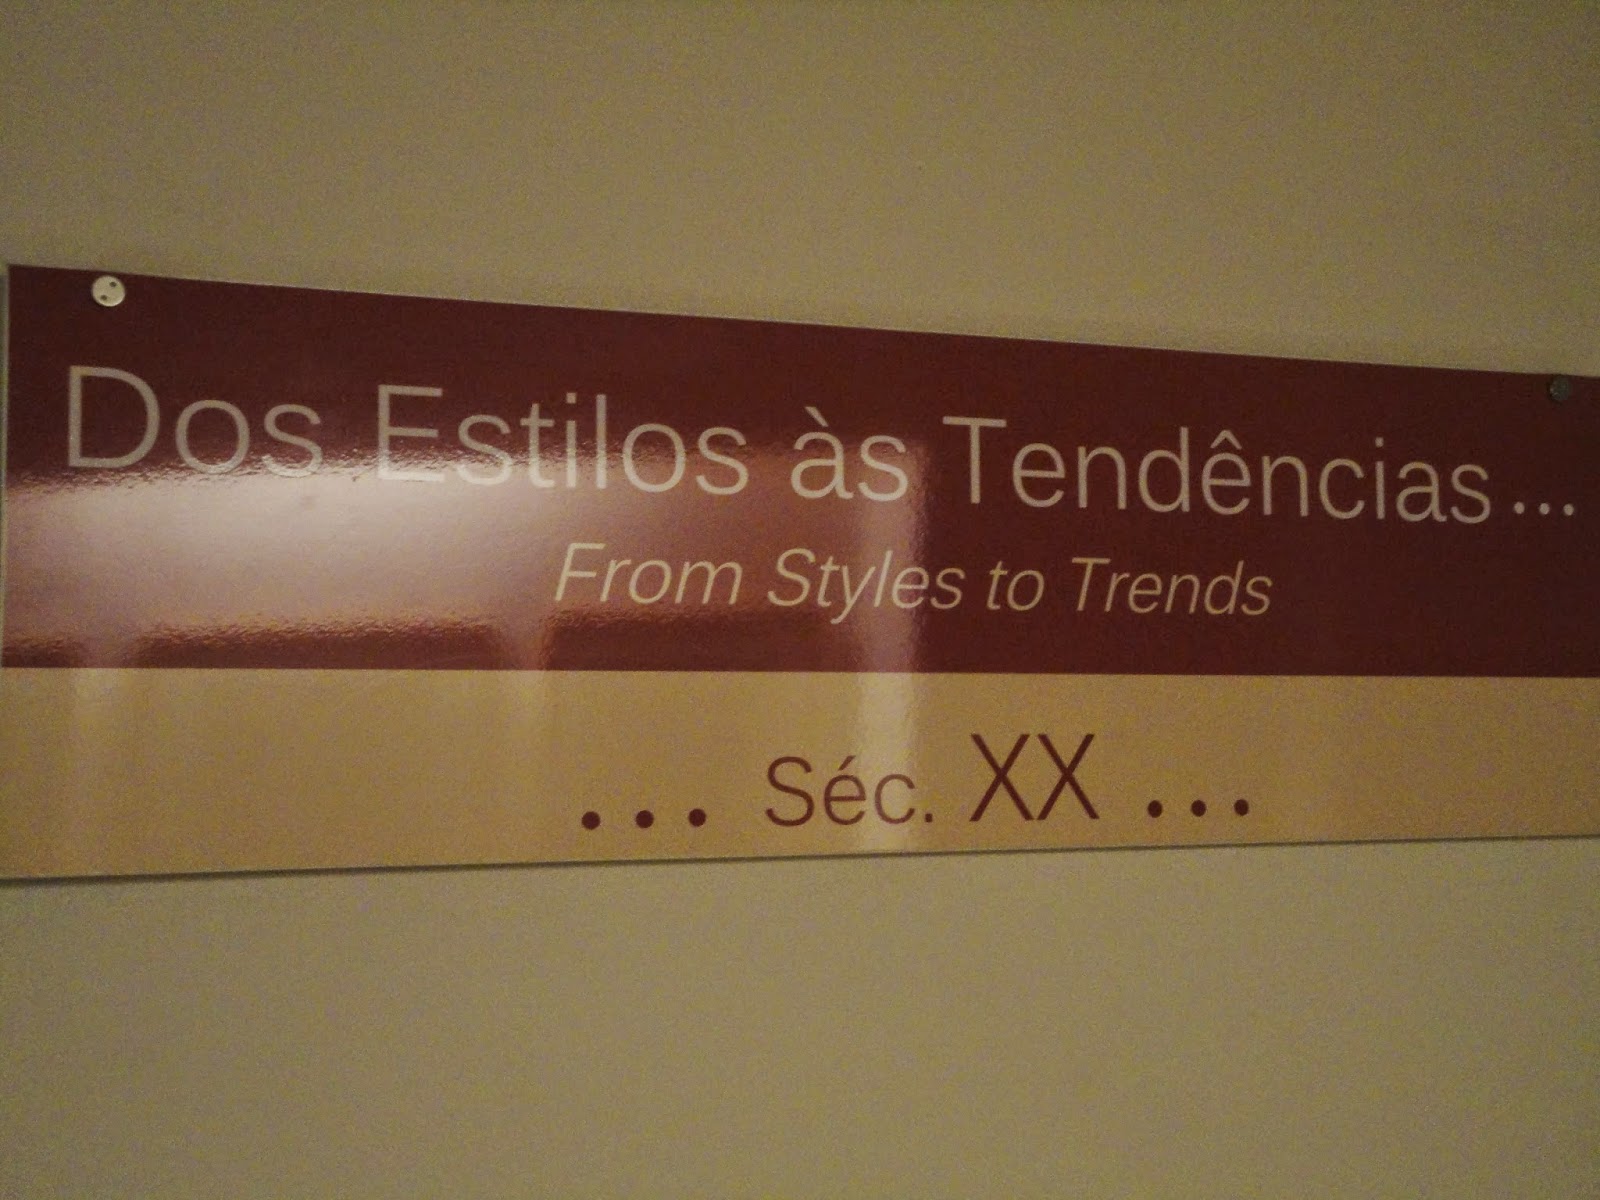 Dos Estilos às Tendências...
From Styles to Trends
... Séc. XX ...